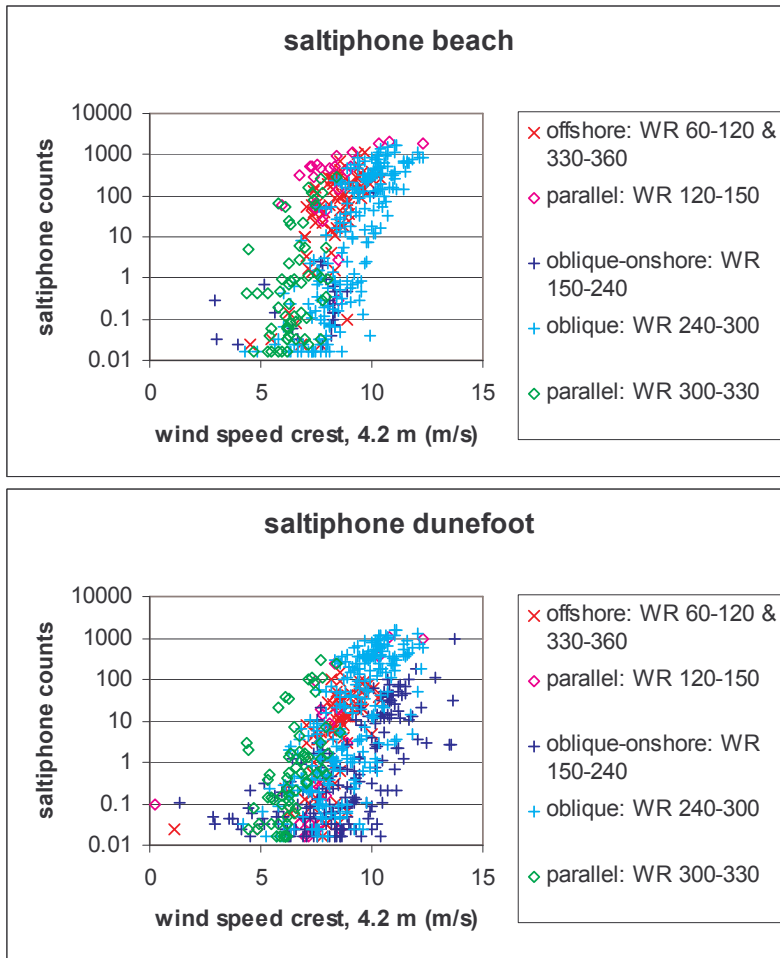 saltiphone beach
10000
1000
100
10
1
0.1
0.01
saltiphone counts
0
5
10
15
wind speed crest, 4.2 m (m/s)
offshore: WR 60-120 &
330-360
parallel: WR 120-150
oblique-onshore: WR
150-240
oblique: WR 240-300
parallel: WR 300-330
saltiphone dunefoot
10000
1000
100
10
1
0.1
0.01
saltiphone counts
0
5
10
15
wind speed crest, 4.2 m (m/s)
offshore: WR 60-120 &
330-360
parallel: WR 120-150
oblique-onshore: WR
150-240
oblique: WR 240-300
parallel: WR 300-330